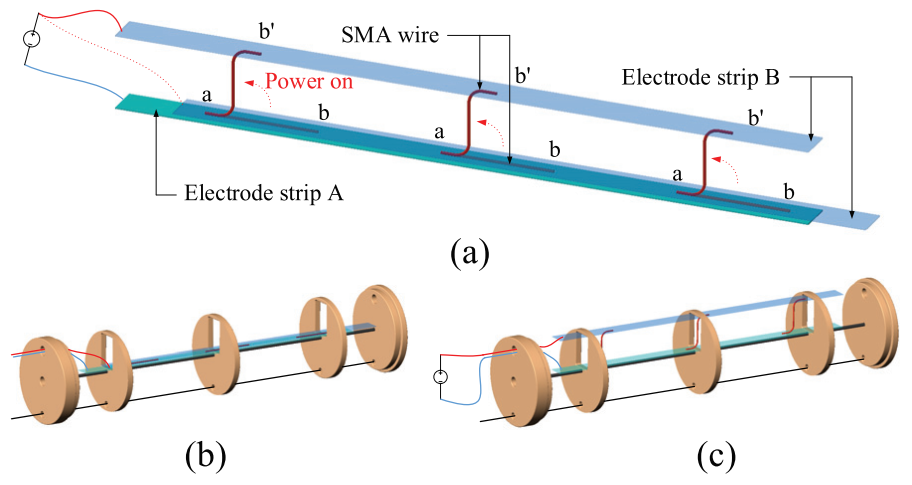 SMA wire
b'
b'
Electrode strip B
Power on
a
b
b'
a
b
a
b
Electrode strip A
(a)
(b)
(c)